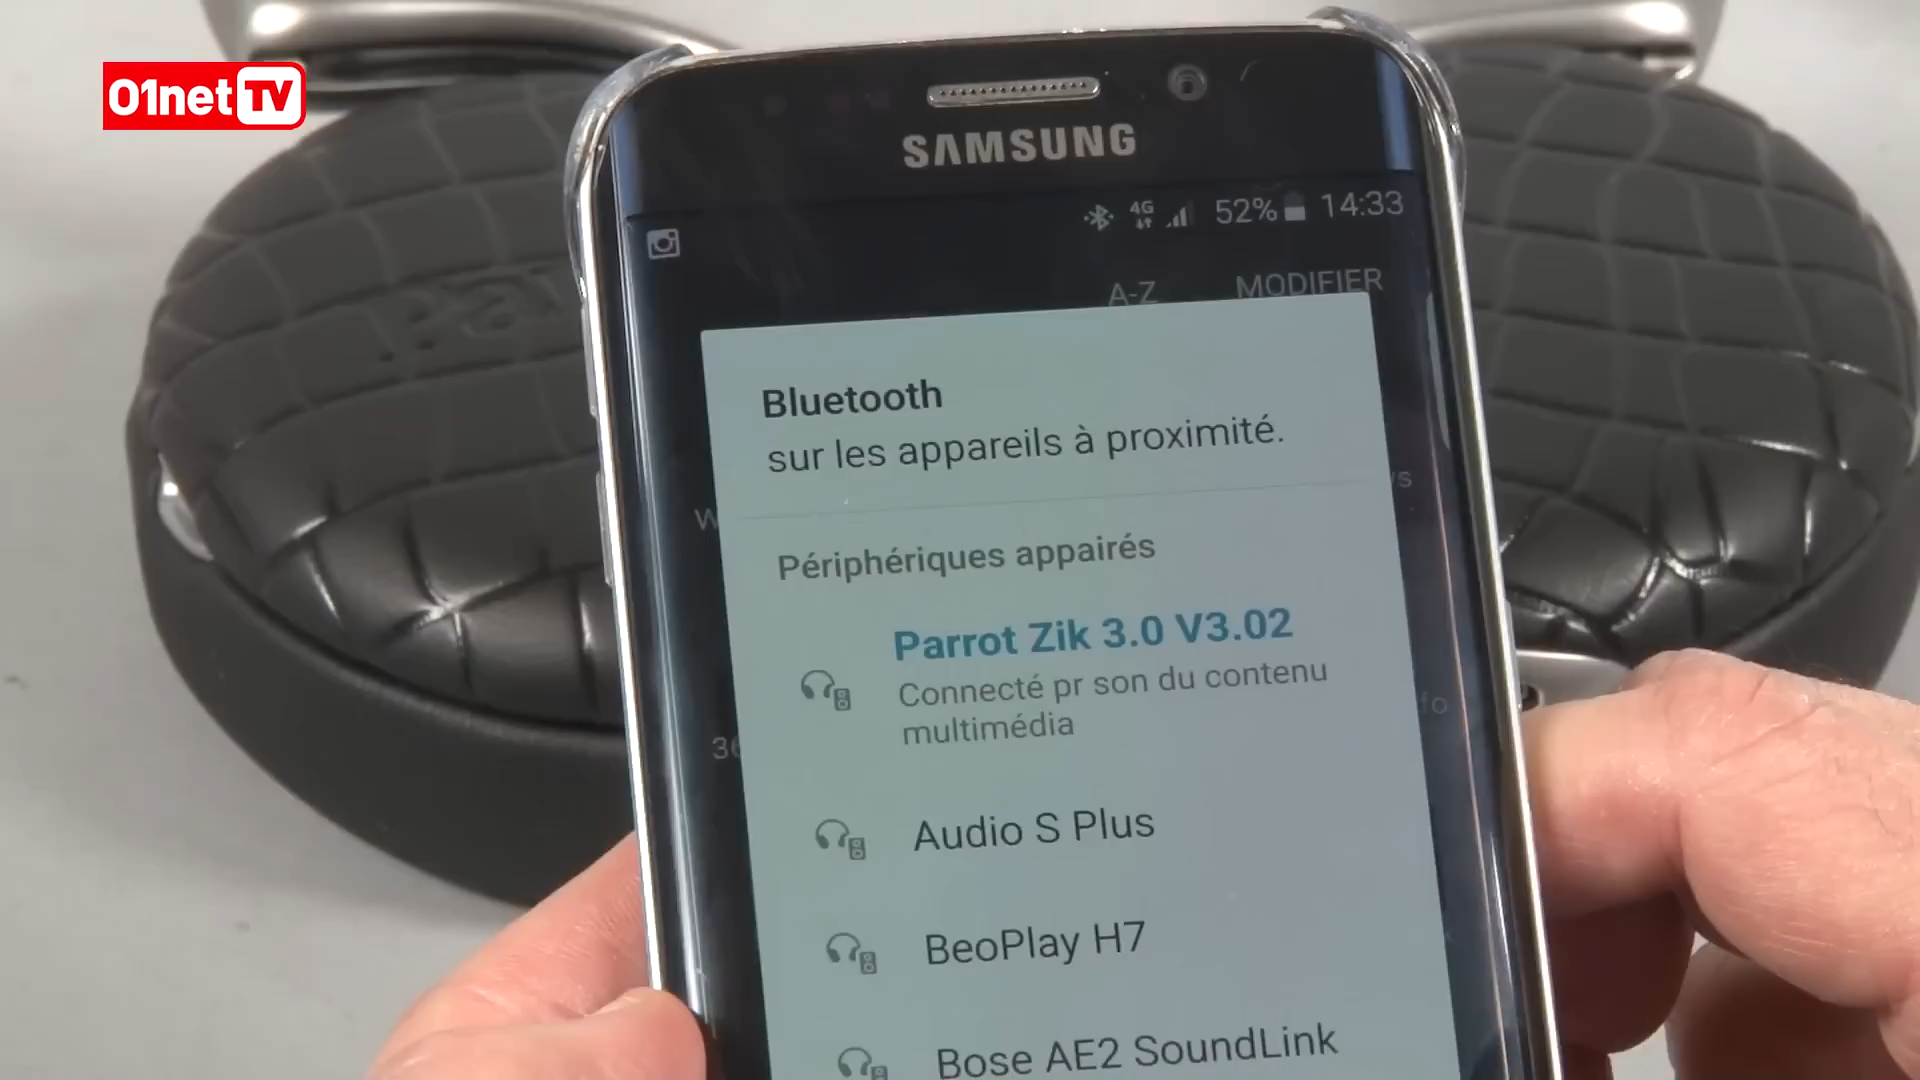 01net TV
SAMSUNG
4G 52% 14:33
A-Z MODIFIER
Bluetooth
sur les appareils à proximité.
Périphériques appairés
Parrot Zik 3.0 V3.02
Connecté pr son du contenu
multimédia
Audio S Plus
BeoPlay H7
Bose AE2 SoundLink